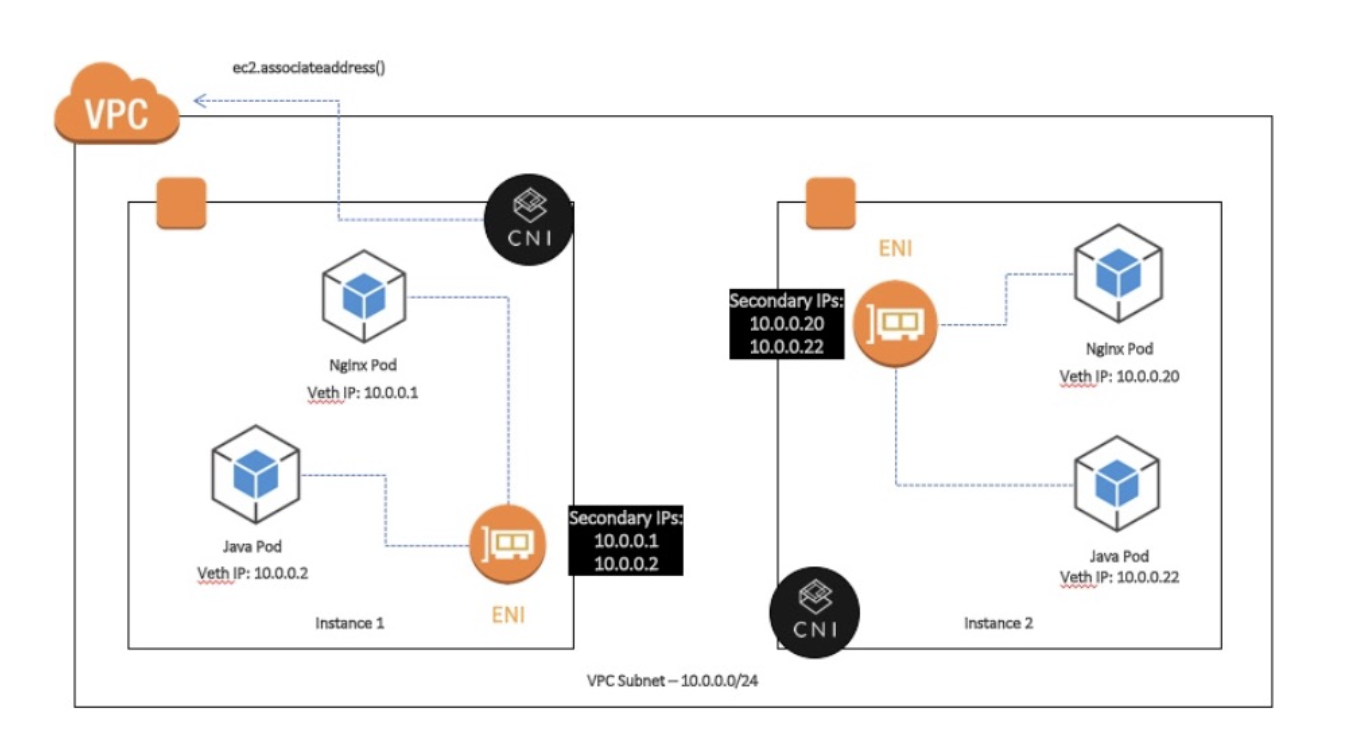 ec2.associateaddress()
VPC
CNI
Nginx Pod
Veth IP: 10.0.0.1
Java Pod
Veth IP: 10.0.0.2
Secondary IPs:
10.0.0.1
10.0.0.2
ENI
Instance 1
ENI
Secondary IPs:
10.0.0.20
10.0.0.22
Nginx Pod
Veth IP: 10.0.0.20
Java Pod
Veth IP: 10.0.0.22
CNI
Instance 2
VPC Subnet – 10.0.0.0/24